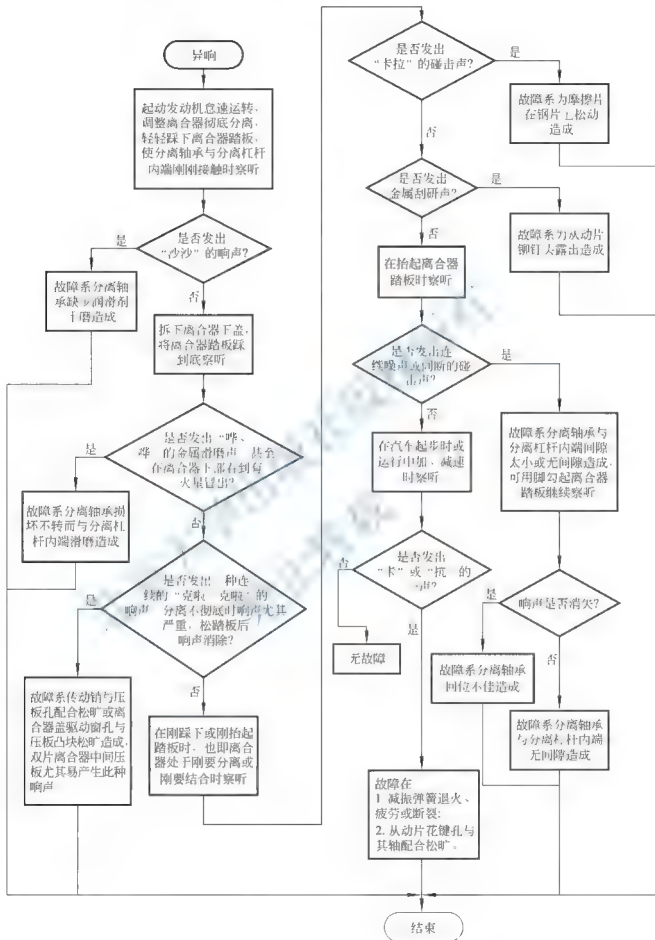 异响
起动发动机怠速运转、
调整离合器彻底分离,
轻轻踩下离合器踏板,
使分离轴承与分离杠杆
内端刚刚接触时察听
是否发出
“沙沙”的响声?
是
故障系分离轴
承缺少润滑剂
干磨造成
否
拆下离合器下盖,
将离合器踏板踩
到底察听
是否发出“哗、
哗 的金属滑磨声 甚至
在离合器下部看到有
火星冒出?
是
故障系分离轴承损
坏不转而与分离杠
杆内端滑磨造成
否
是否发出 种连
续的“克啦 克啦”的
响声
分离不彻底时响声尤其
严重, 松踏板后
响声消除?
是
故障系传动销与压
板孔配合松旷或离
合器盖驱动窗孔与
压板凸块松旷造成,
双片离合器中间压
板尤其易产生此种
响声
否
在刚踩下或刚抬起
踏板时, 也即离合
器处于刚要分离或
刚要结合时察听
是否发出
“卡拉”的碰击声?
是
故障系为摩擦片
在钢片上松动
造成
否
是否发出
金属刮研声?
是
故障系为从动片
铆钉头露出造成
否
在抬起离合器
踏板时察听
是否发出连
续噪声或间断的碰
击声?
是
故障系分离轴承与
分离杠杆内端间隙
太小或无间隙造成,
可用脚勾起离合器
踏板继续察听
否
在汽车起步时或
运行中加、减速
时察听
是否发出
“卡”或“抗 的
声?
否
无故障
是
响声是否消失?
是
故障系分离轴承
回位不佳造成
否
故障系分离轴承
与分离杠杆内端
无间隙造成
故障在
1 减振弹簧退火、
疲劳或断裂;
2. 从动片花键孔与
其轴配合松旷。
结束